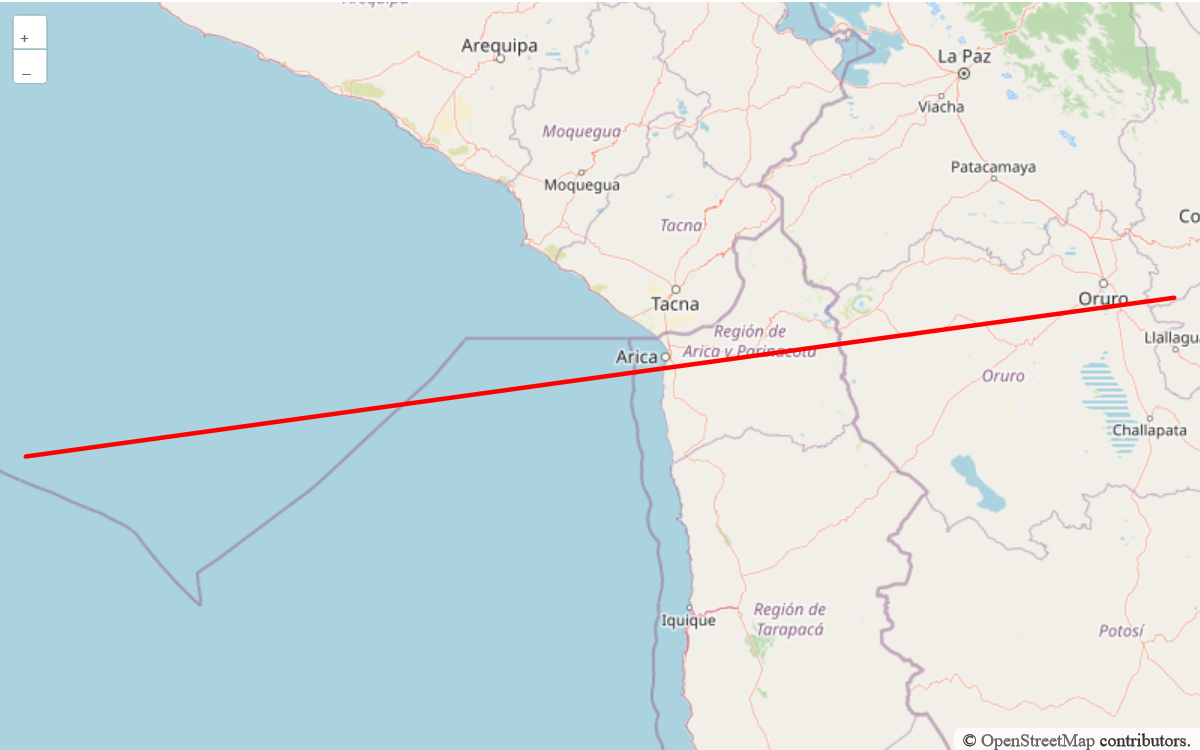 Arequipa
+
–
Arequipa
La Paz
Viacha
Moquegua
Patacamaya
Moquegua
Tacna
Co
Tacna
Oruro
Región de
Arica y Parinacota
Arica
Llallagua
Oruro
Challapata
Iquique
Región de
Tarapacá
Potosí
© OpenStreetMap contributors.